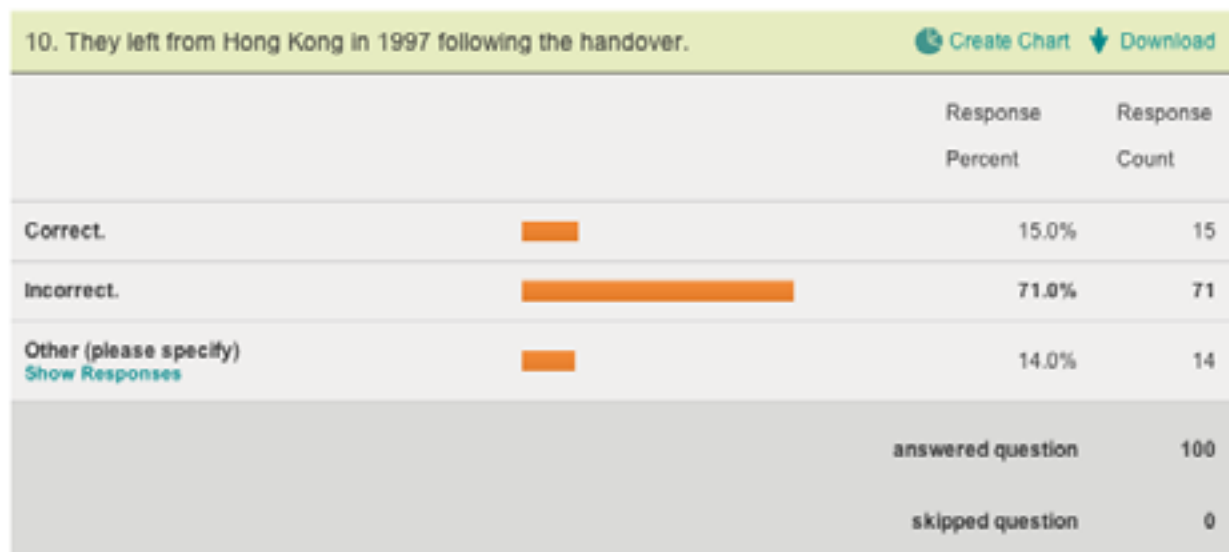 10. They left from Hong Kong in 1997 following the handover. Create Chart Download
Response Response
Percent Count
Correct. 15.0% 15
Incorrect. 71.0% 71
Other (please specify) 14.0% 14
Show Responses
answered question 100
skipped question 0